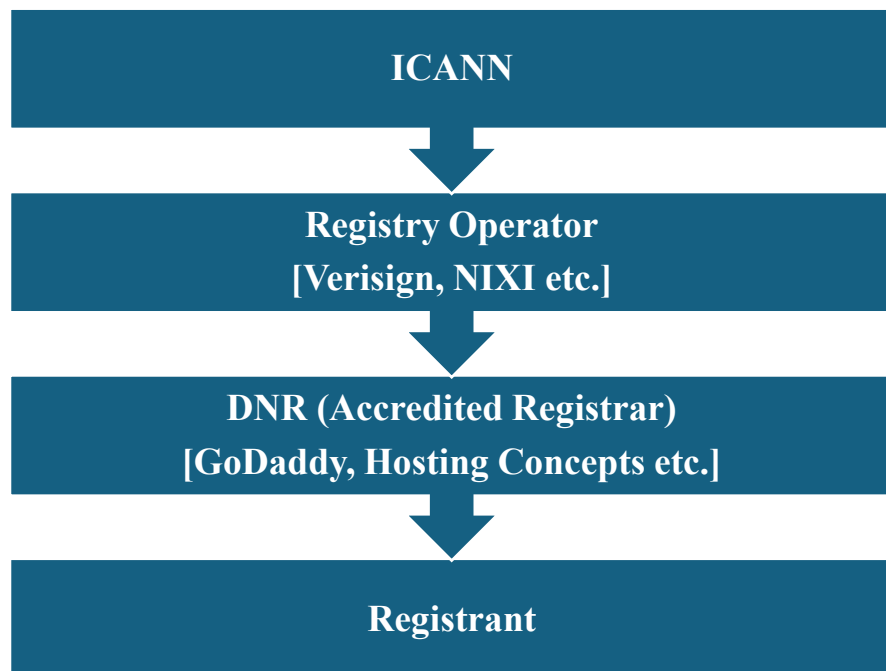 ICANN
Registry Operator
[Verisign, NIXI etc.]
DNR (Accredited Registrar)
[GoDaddy, Hosting Concepts etc.]
Registrant